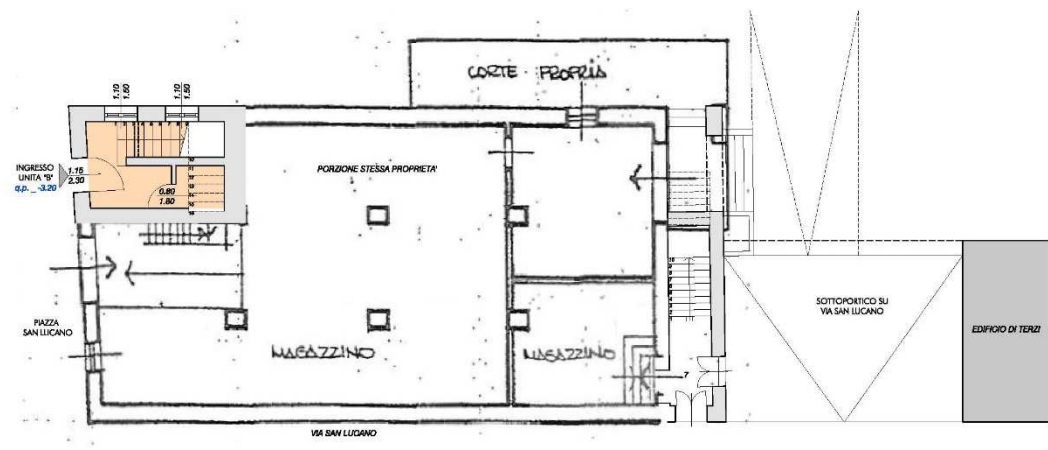 CORTE PROPRIA
1.10
1.50
1.10
1.50
INGRESSO
UNITA' "B"
q.p. _ -3.20
1.15
2.30
0.80
1.80
PORZIONE STESSA PROPRIETA'
PIAZZA
SAN LUCANO
MAGAZZINO
MAGAZZINO
7
SOTTOPORTICO SU
VIA SAN LUCANO
EDIFICIO DI TERZI
VIA SAN LUCANO